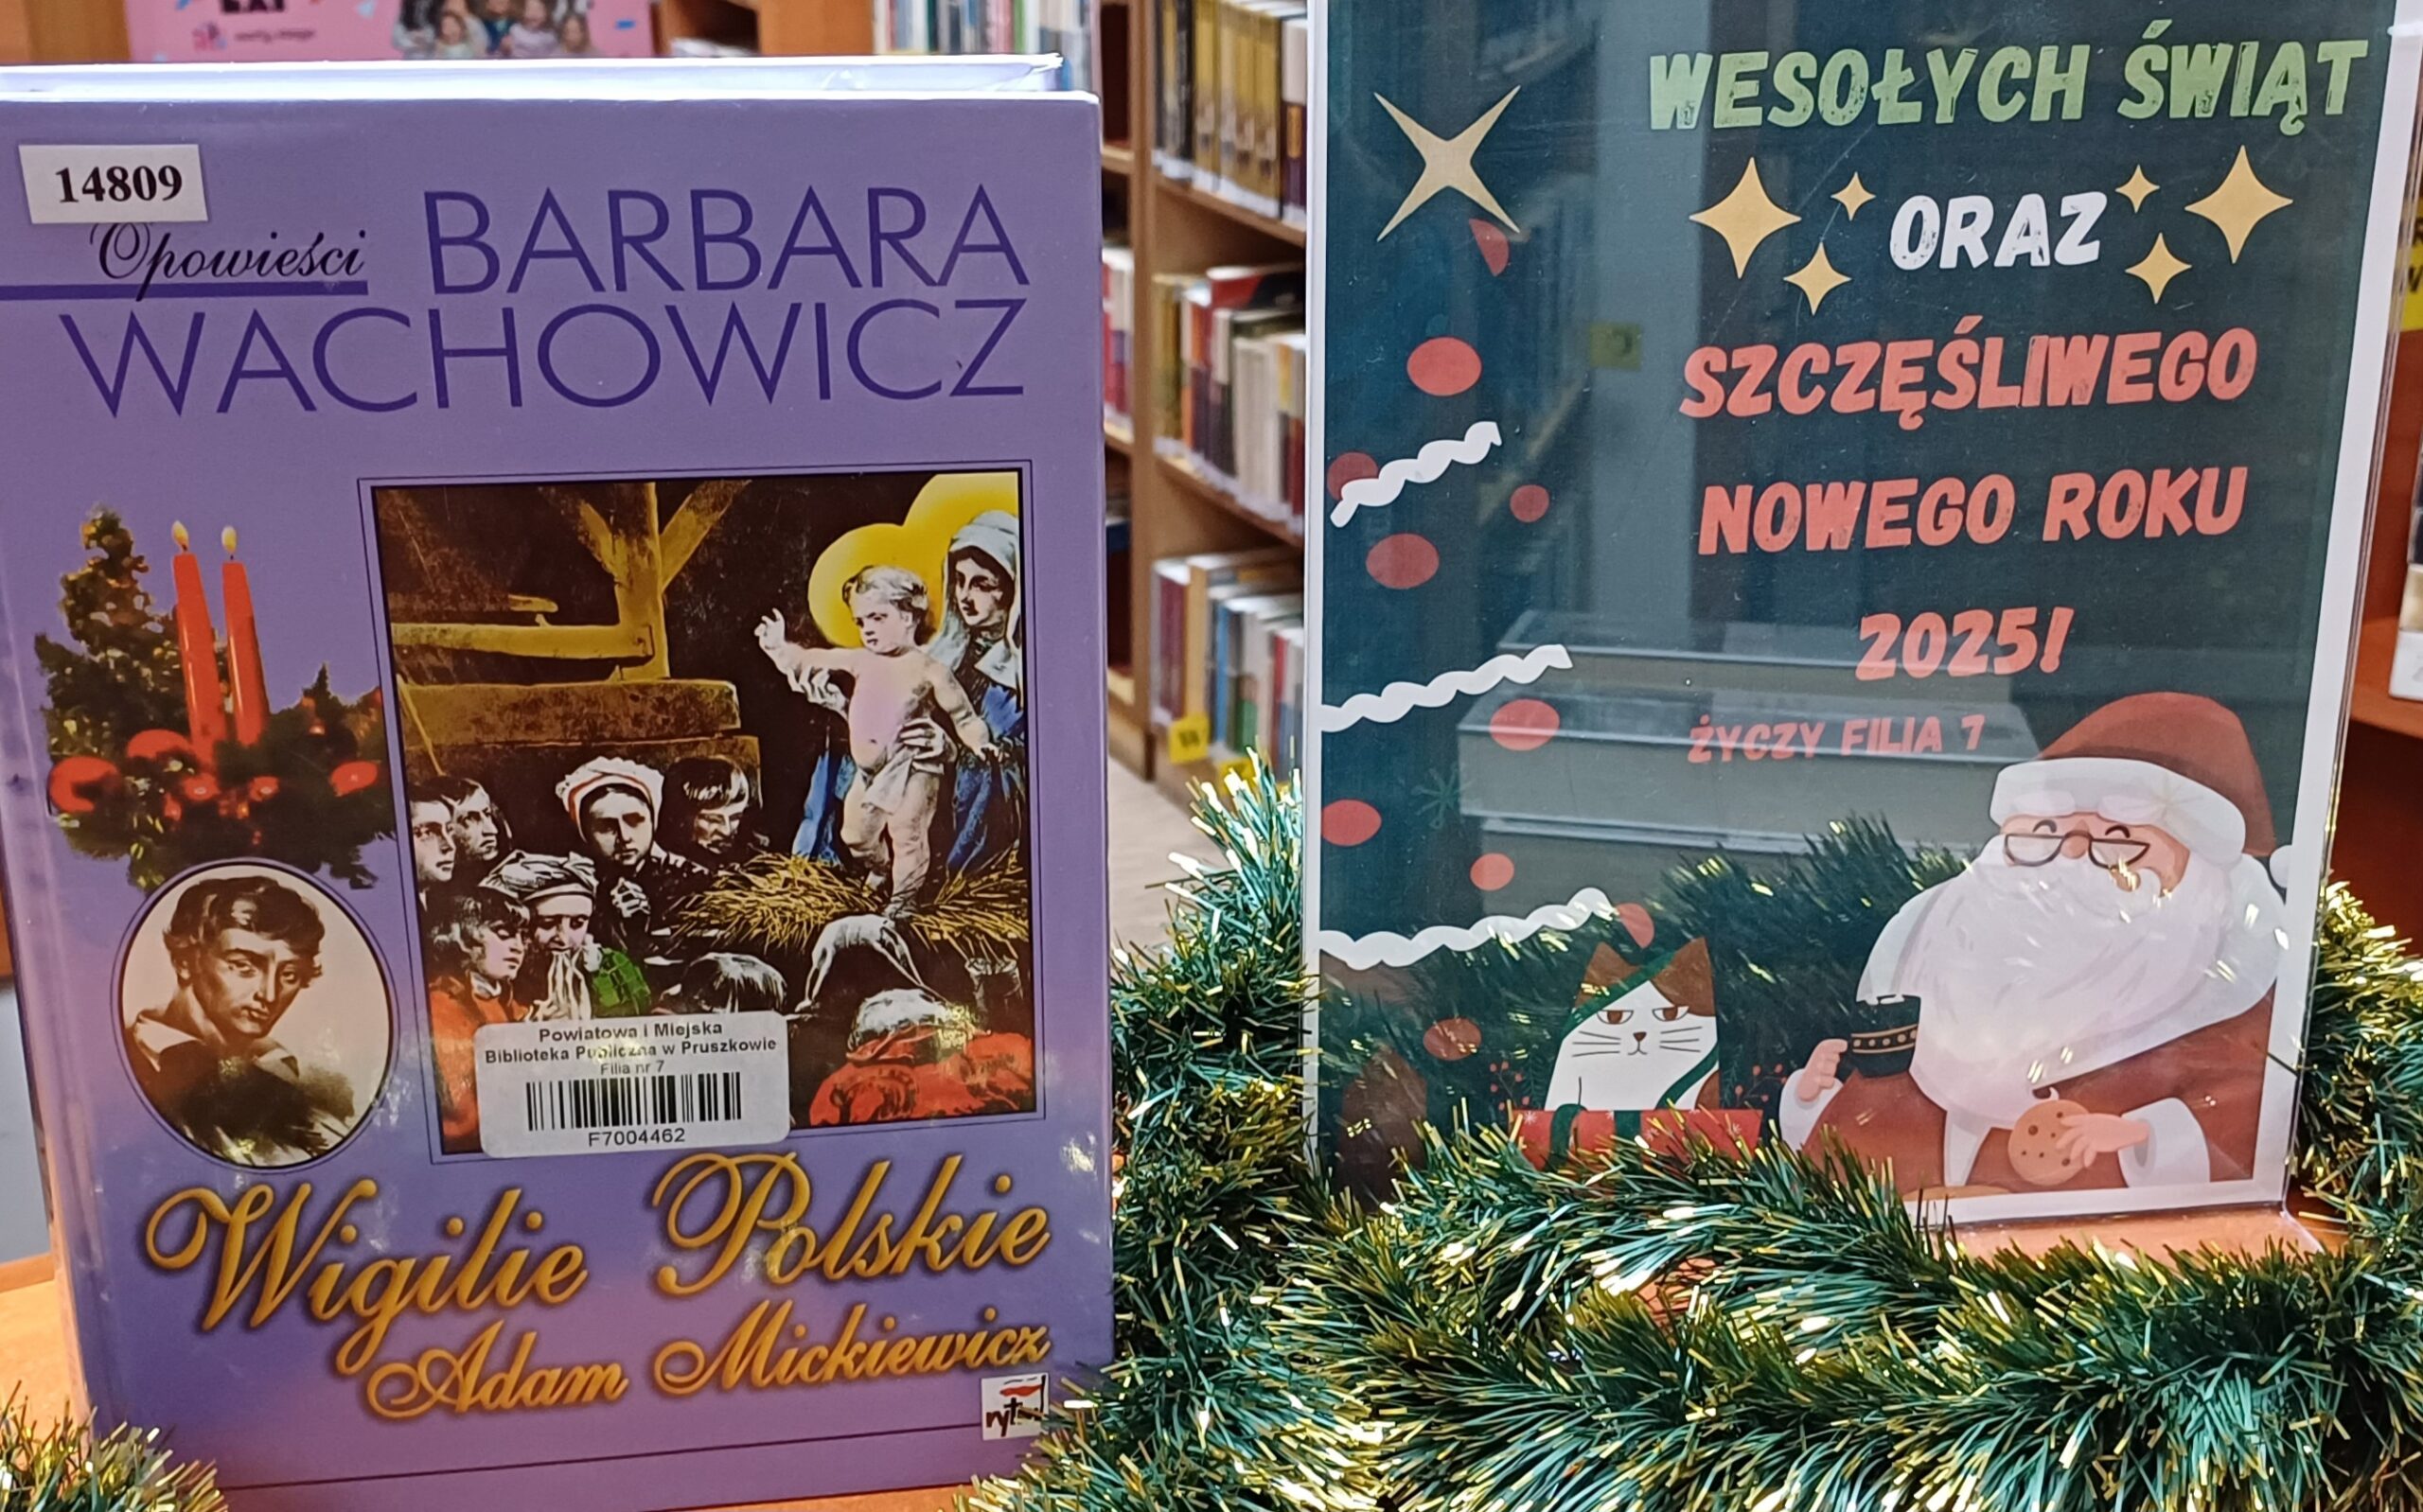 14809
Opowieści BARBARA
WACHOWICZ
Powiatowa i Miejska
Biblioteka Publiczna w Pruszkowie
Filia nr 7
F7004462
Wigilie Polskie
Adam Mickiewicz
WESOŁYCH ŚWIĄT
ORAZ
SZCZĘŚLIWEGO
NOWEGO ROKU
2025!
ŻYCZY FILIA 7